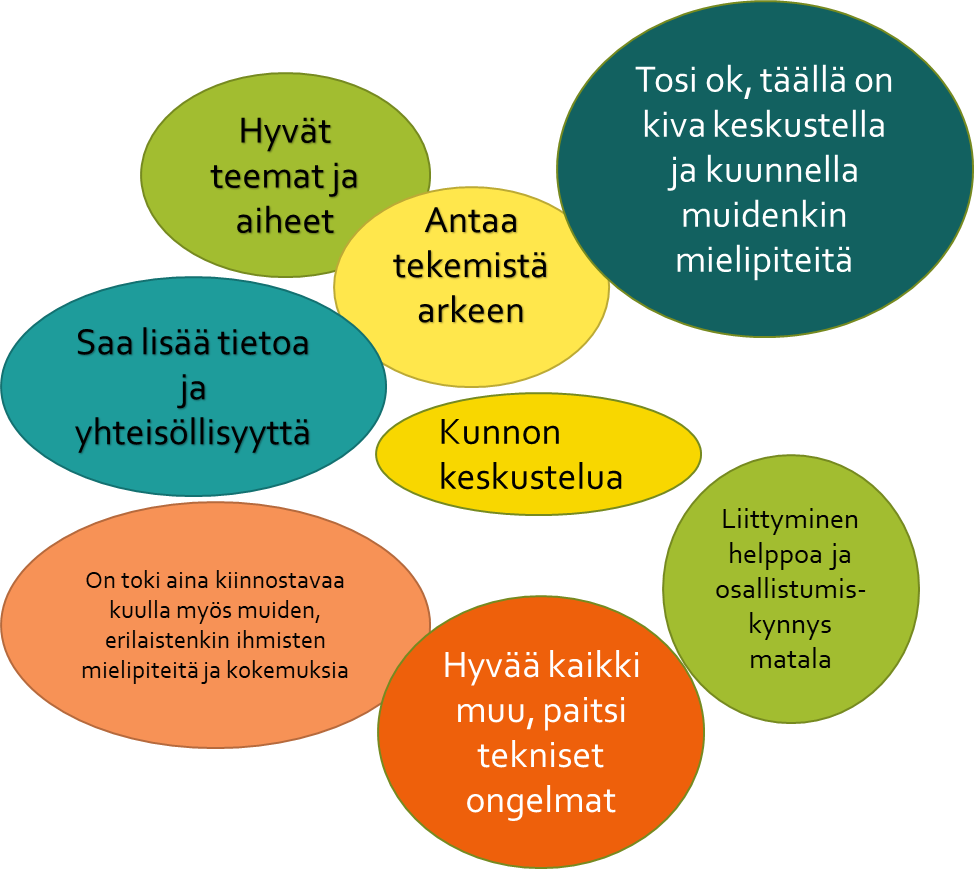 Hyvät
teemat ja
aiheet
Tosi ok, täällä on
kiva keskustella
ja kuunnella
muidenkin
mielipiteitä
Antaa
tekemistä
arkeen
Saa lisää tietoa
ja
yhteisöllisyyttä
Kunnon
keskustelua
Liittyminen
helppoa ja
osallistumis-
kynnys
matala
On toki aina kiinnostavaa
kuulla myös muiden,
erilaistenkin ihmisten
mielipiteitä ja kokemuksia
Hyvää kaikki
muu, paitsi
tekniset
ongelmat